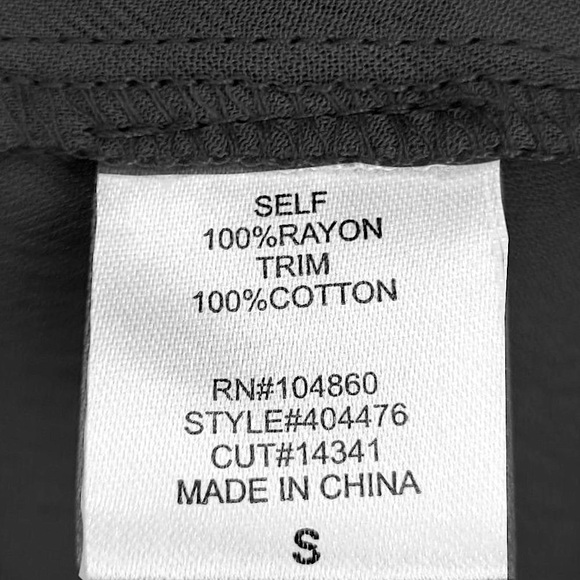 SELF
100%RAYON
TRIM
100%COTTON
RN#104860
STYLE#404476
CUT#14341
MADE IN CHINA
S